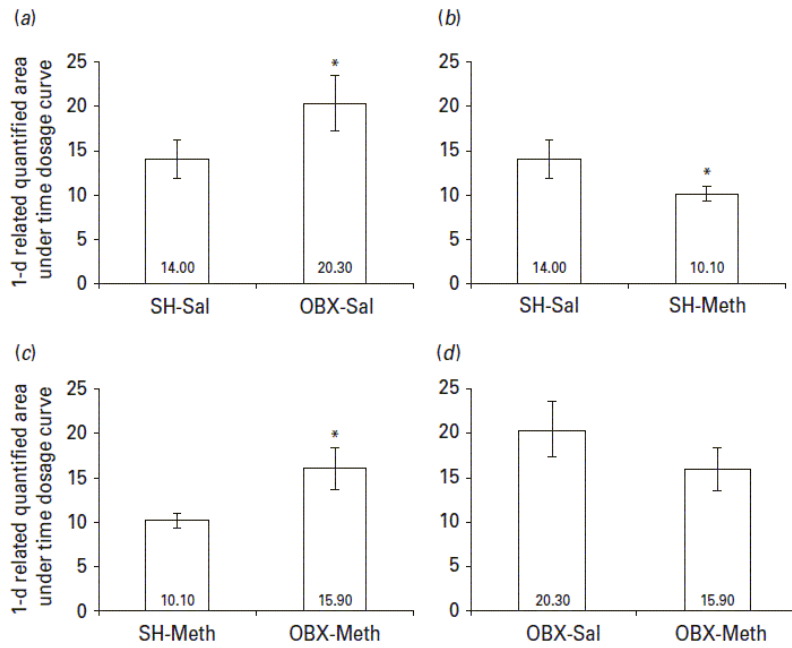 (a)
1-d related quantified area
under time dosage curve
25
20
15
10
5
0
*
14.00
20.30
SH-Sal
OBX-Sal
(b)
25
20
15
10
5
0
*
14.00
10.10
SH-Sal
SH-Meth
(c)
1-d related quantified area
under time dosage curve
25
20
15
10
5
0
*
10.10
15.90
SH-Meth
OBX-Meth
(d)
25
20
15
10
5
0
20.30
15.90
OBX-Sal
OBX-Meth